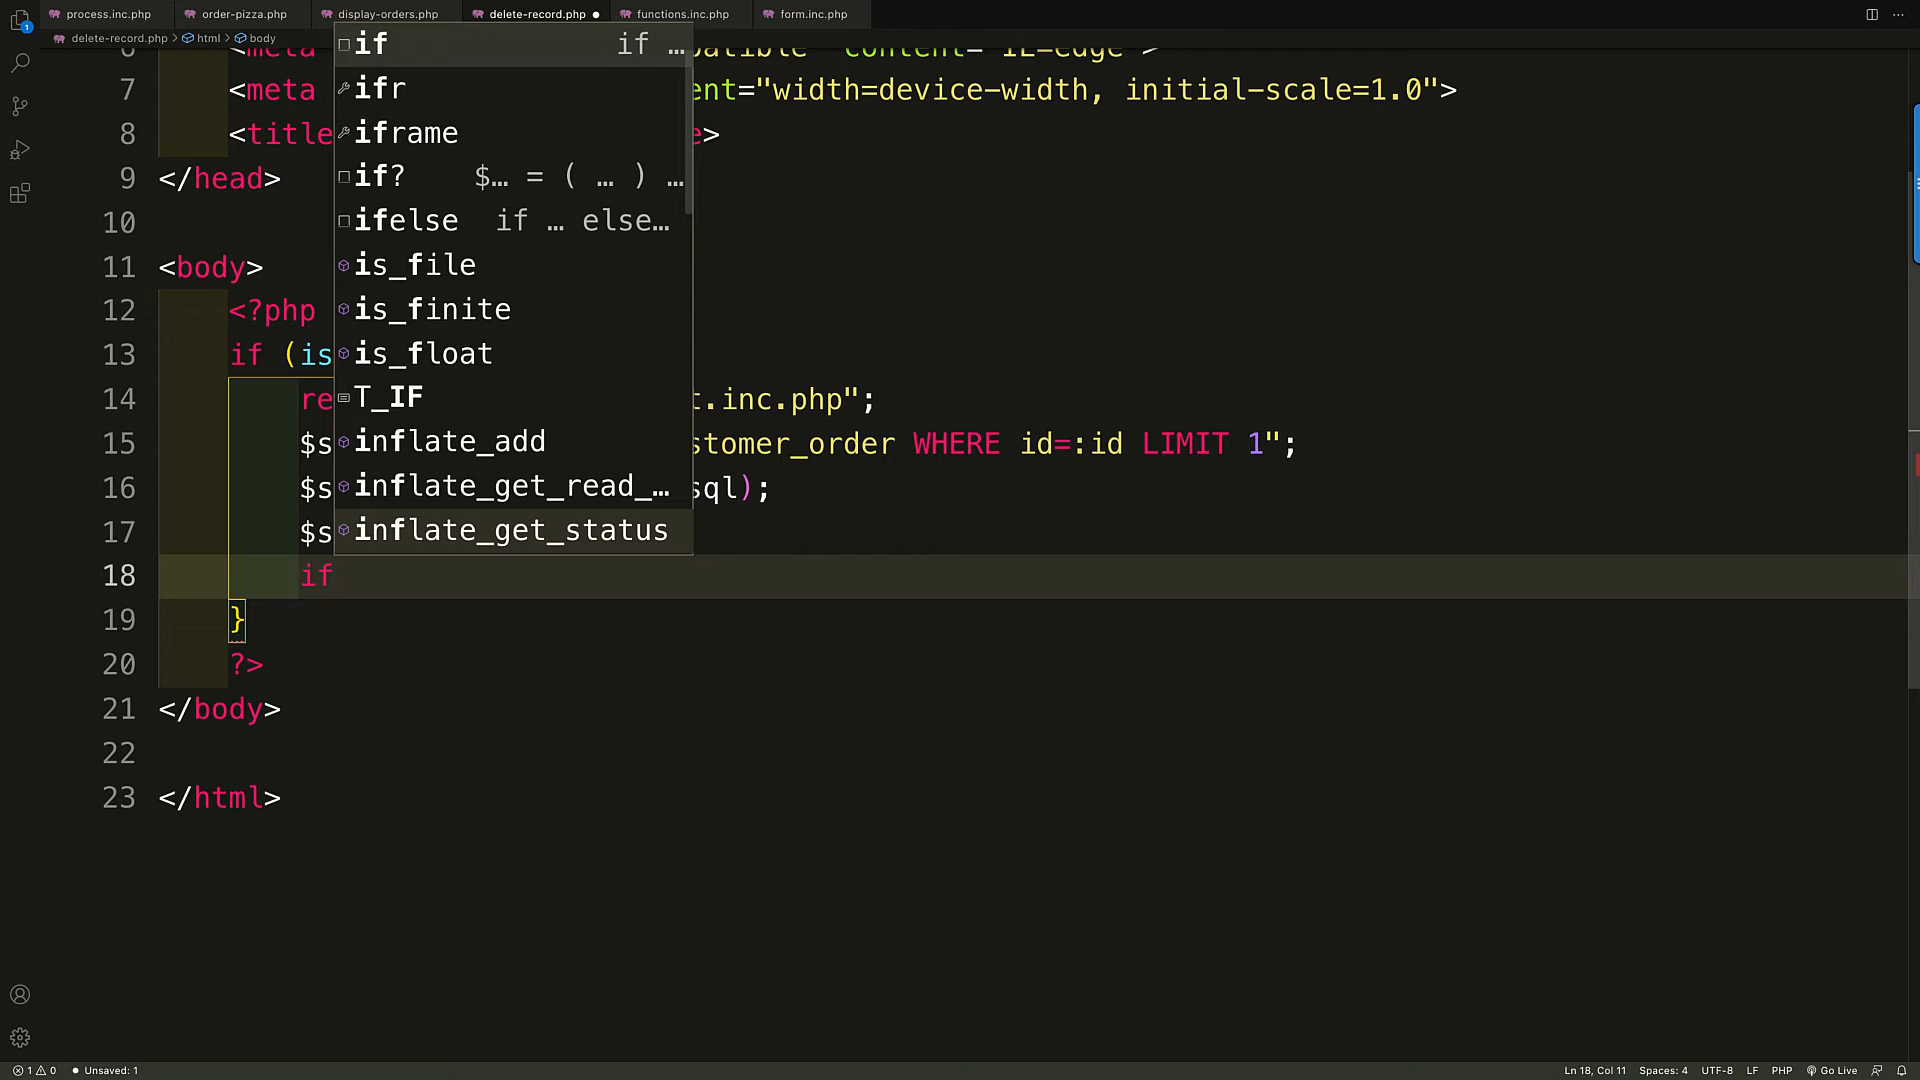 process.inc.php order-pizza.php display-orders.php delete-record.php functions.inc.php form.inc.php
delete-record.php html body
if if …
7 <meta ent="width=device-width, initial-scale=1.0">
ifr
8 <title e>
iframe
9 </head>
if? $… = ( … ) …
10
ifelse if … else…
11 <body>
is_file
12 <?php
is_finite
13 if (is
is_float
14 re t.inc.php";
T_IF
15 $s stomer_order WHERE id=:id LIMIT 1";
inflate_add
16 $s sql);
inflate_get_read_…
17 $s
inflate_get_status
18 if
19 }
20 ?>
21 </body>
22
23 </html>
1 0 Unsaved: 1 Ln 18, Col 11 Spaces: 4 UTF-8 LF PHP Go Live